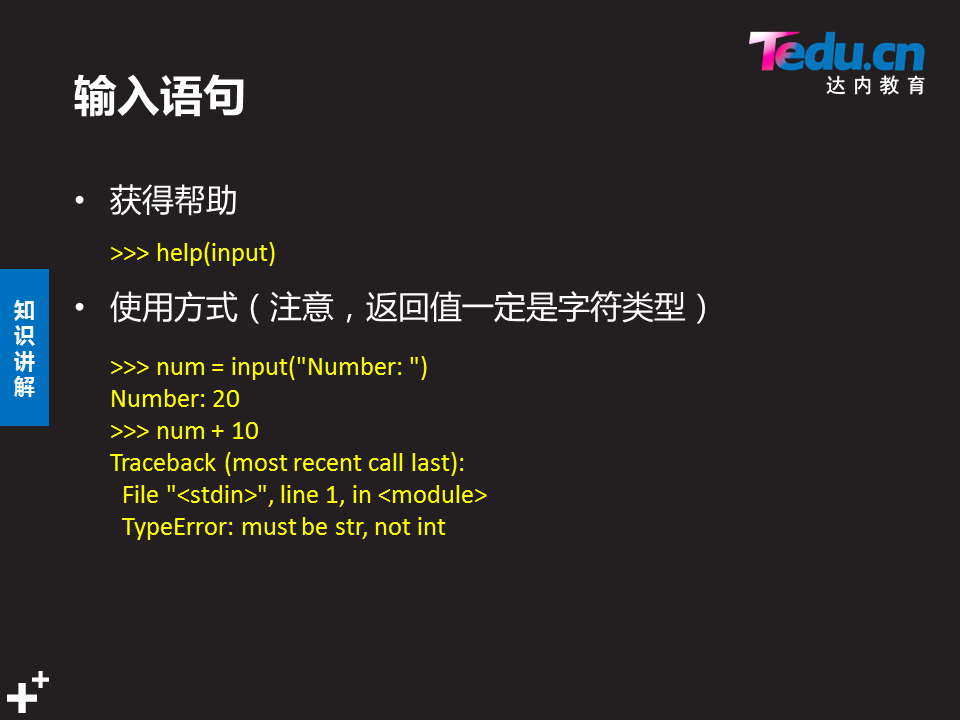 Tedu.cn
达内教育
输入语句
• 获得帮助
>>> help(input)
• 使用方式（注意，返回值一定是字符类型）
>>> num = input("Number: ")
Number: 20
>>> num + 10
Traceback (most recent call last):
  File "<stdin>", line 1, in <module>
  TypeError: must be str, not int
知
识
讲
解